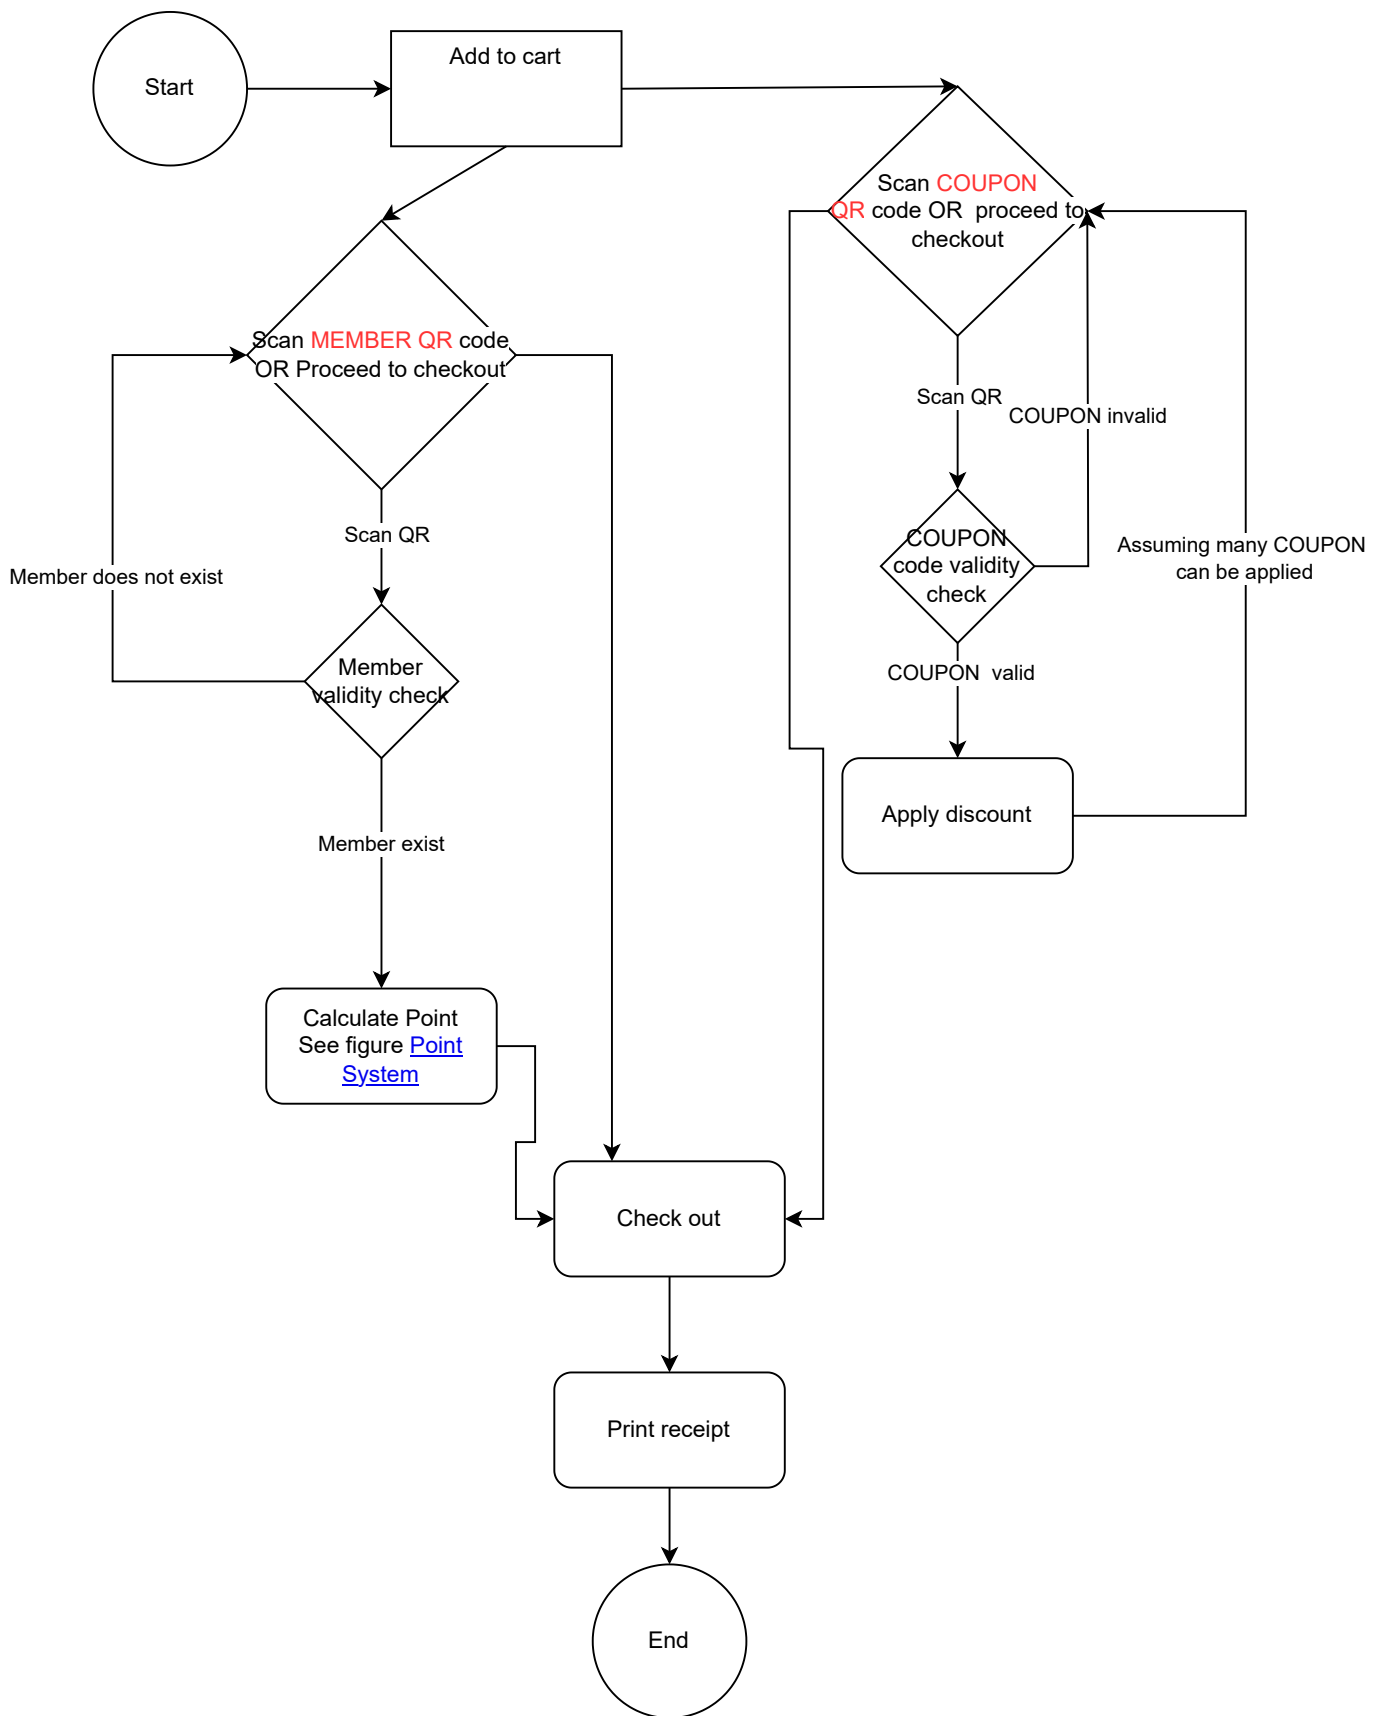 Start
Add to cart
Scan COUPON
QR code OR proceed to
checkout
Scan MEMBER QR code
OR Proceed to checkout
Scan QR
COUPON invalid
Scan QR
COUPON
code validity
check
Assuming many COUPON
can be applied
Member does not exist
Member
validity check
COUPON valid
Apply discount
Member exist
Calculate Point
See figure Point
System
Check out
Print receipt
End